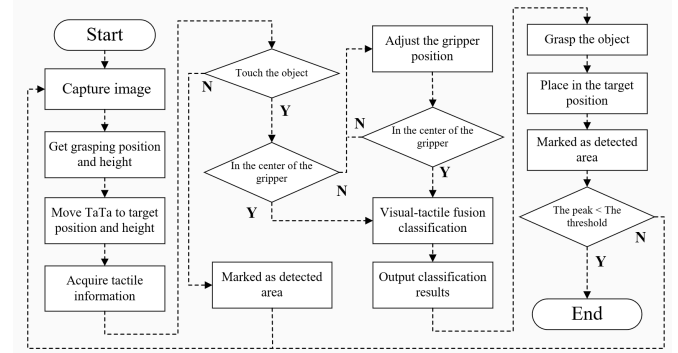 Start
Capture image
Get grasping position
and height
Move TaTa to target
position and height
Acquire tactile
information
Touch the object
N
Y
In the center of the
gripper
N
Y
Marked as detected
area
Adjust the gripper
position
N
In the center of the
gripper
Y
Visual-tactile fusion
classification
Output classification
results
Grasp the object
Place in the target
position
Marked as detected
area
The peak < The
threshold
N
Y
End